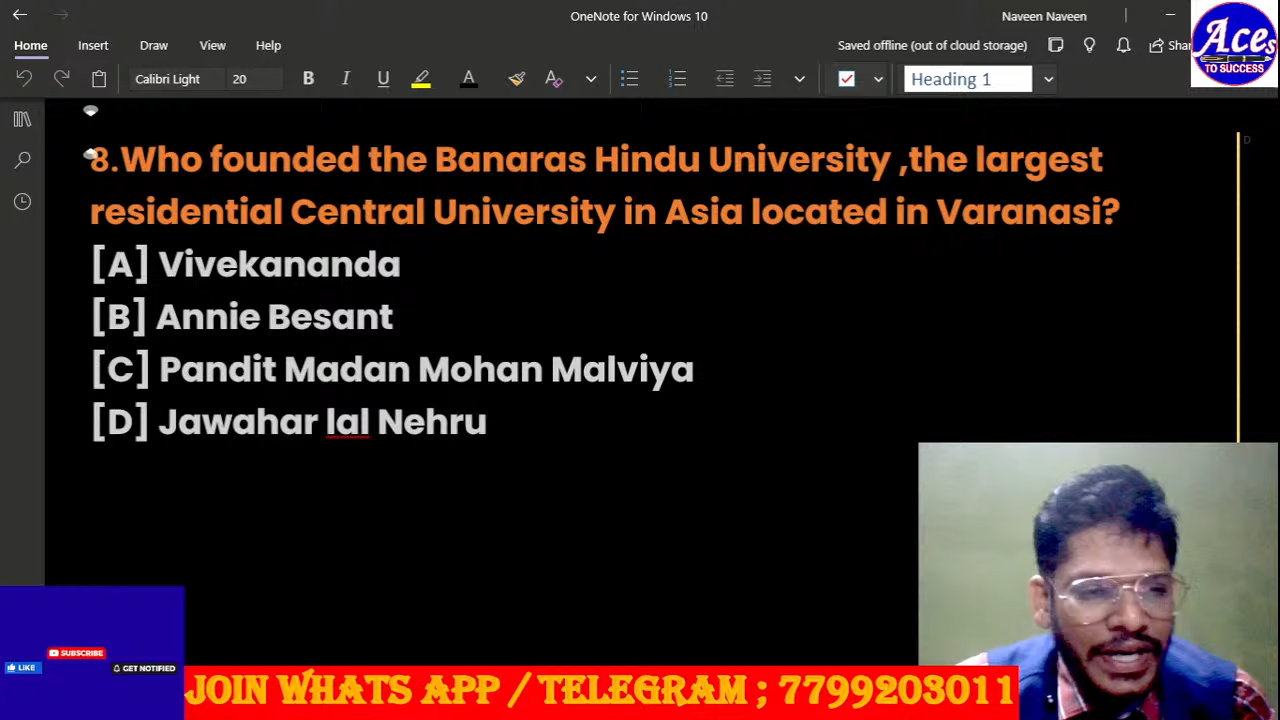 OneNote for Windows 10
Naveen Naveen
Home Insert Draw View Help
Saved offline (out of cloud storage)
Aces
TO SUCCESS
Calibri Light 20 B I U A A Heading 1
D
8.Who founded the Banaras Hindu University ,the largest
residential Central University in Asia located in Varanasi?
[A] Vivekananda
[B] Annie Besant
[C] Pandit Madan Mohan Malviya
[D] Jawahar lal Nehru
SUBSCRIBE
LIKE
GET NOTIFIED
JOIN WHATS APP / TELEGRAM ; 7799203011